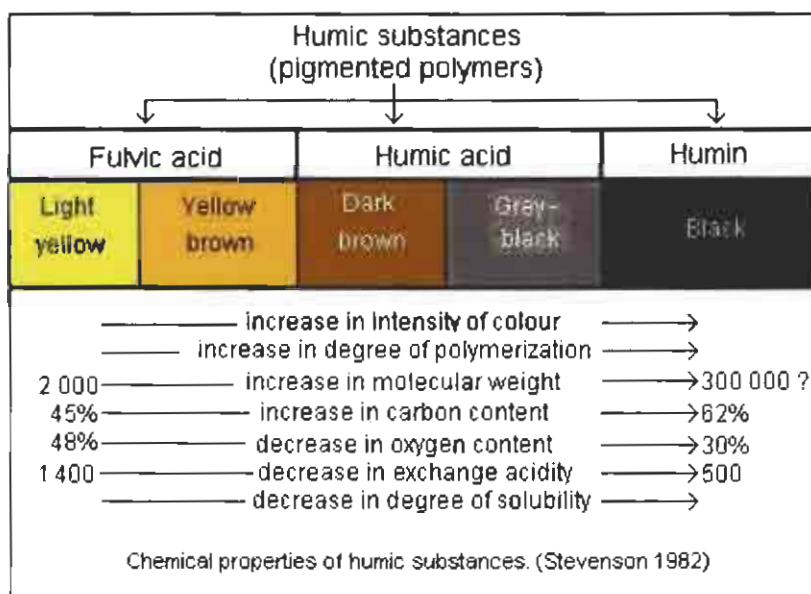 Humic substances
(pigmented polymers)
Fulvic acid
Humic acid
Humin
Light
yellow
Yellow
brown
Dark
brown
Gray-
black
Black
increase in intensity of colour
increase in degree of polymerization
2 000 increase in molecular weight 300 000 ?
45% increase in carbon content 62%
48% decrease in oxygen content 30%
1 400 decrease in exchange acidity 500
decrease in degree of solubility
Chemical properties of humic substances. (Stevenson 1982)